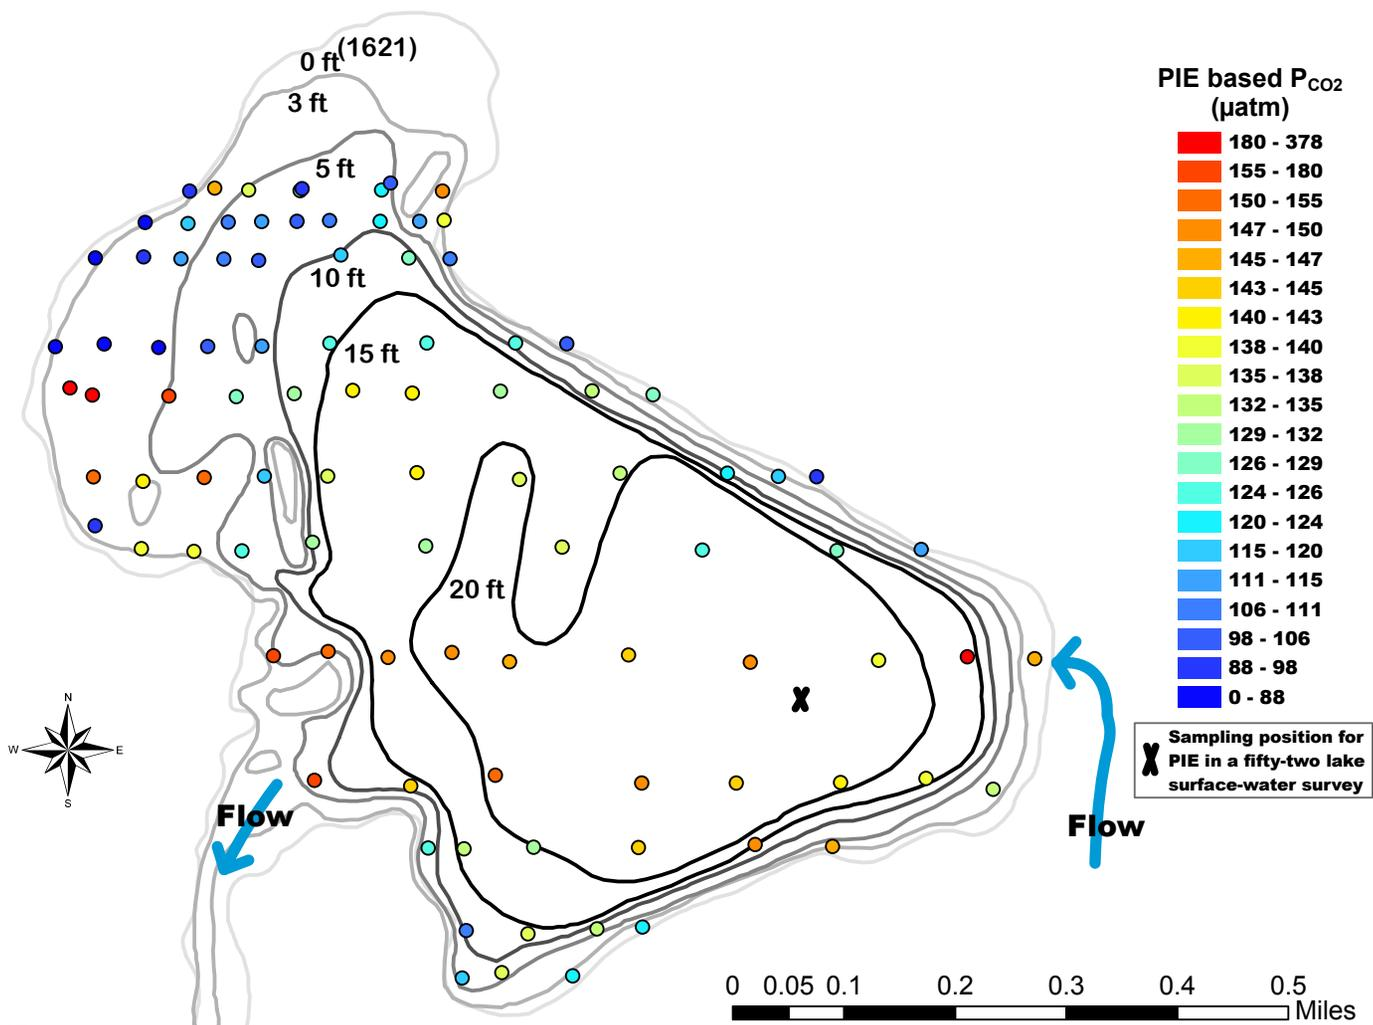 0 ft (1621)
3 ft
5 ft
10 ft
15 ft
20 ft
PIE based P CO2
(µatm)
180 - 378
155 - 180
150 - 155
147 - 150
145 - 147
143 - 145
140 - 143
138 - 140
135 - 138
132 - 135
129 - 132
126 - 129
124 - 126
120 - 124
115 - 120
111 - 115
106 - 111
98 - 106
88 - 98
0 - 88
X Sampling position for
PIE in a fifty-two lake
surface-water survey
X
N
W E
S
Flow
Flow
0 0.05 0.1 0.2 0.3 0.4 0.5
Miles